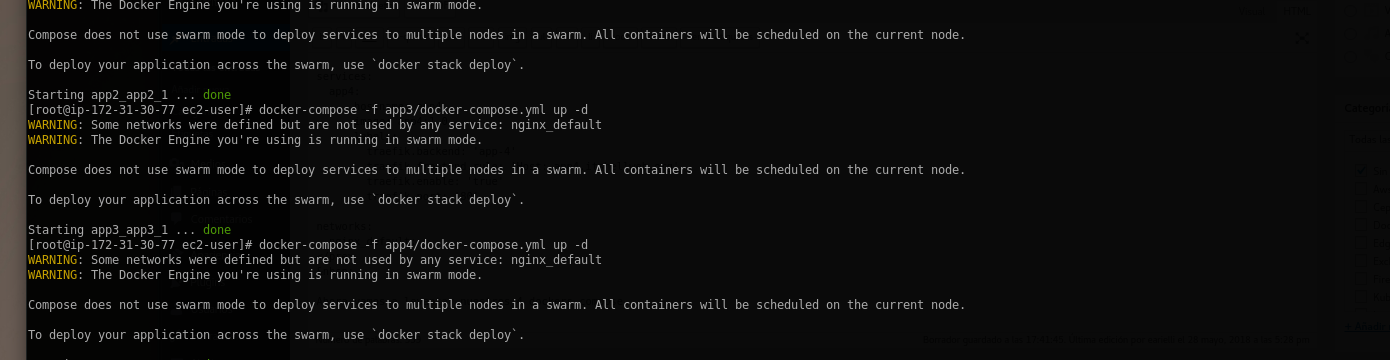 WARNING: The Docker Engine you're using is running in swarm mode.
Compose does not use swarm mode to deploy services to multiple nodes in a swarm. All containers will be scheduled on the current node.
To deploy your application across the swarm, use `docker stack deploy`.
Starting app2_app2_1 ... done
[root@ip-172-31-30-77 ec2-user]# docker-compose -f app3/docker-compose.yml up -d
WARNING: Some networks were defined but are not used by any service: nginx_default
WARNING: The Docker Engine you're using is running in swarm mode.
Compose does not use swarm mode to deploy services to multiple nodes in a swarm. All containers will be scheduled on the current node.
To deploy your application across the swarm, use `docker stack deploy`.
Starting app3_app3_1 ... done
[root@ip-172-31-30-77 ec2-user]# docker-compose -f app4/docker-compose.yml up -d
WARNING: Some networks were defined but are not used by any service: nginx_default
WARNING: The Docker Engine you're using is running in swarm mode.
Compose does not use swarm mode to deploy services to multiple nodes in a swarm. All containers will be scheduled on the current node.
To deploy your application across the swarm, use `docker stack deploy`.